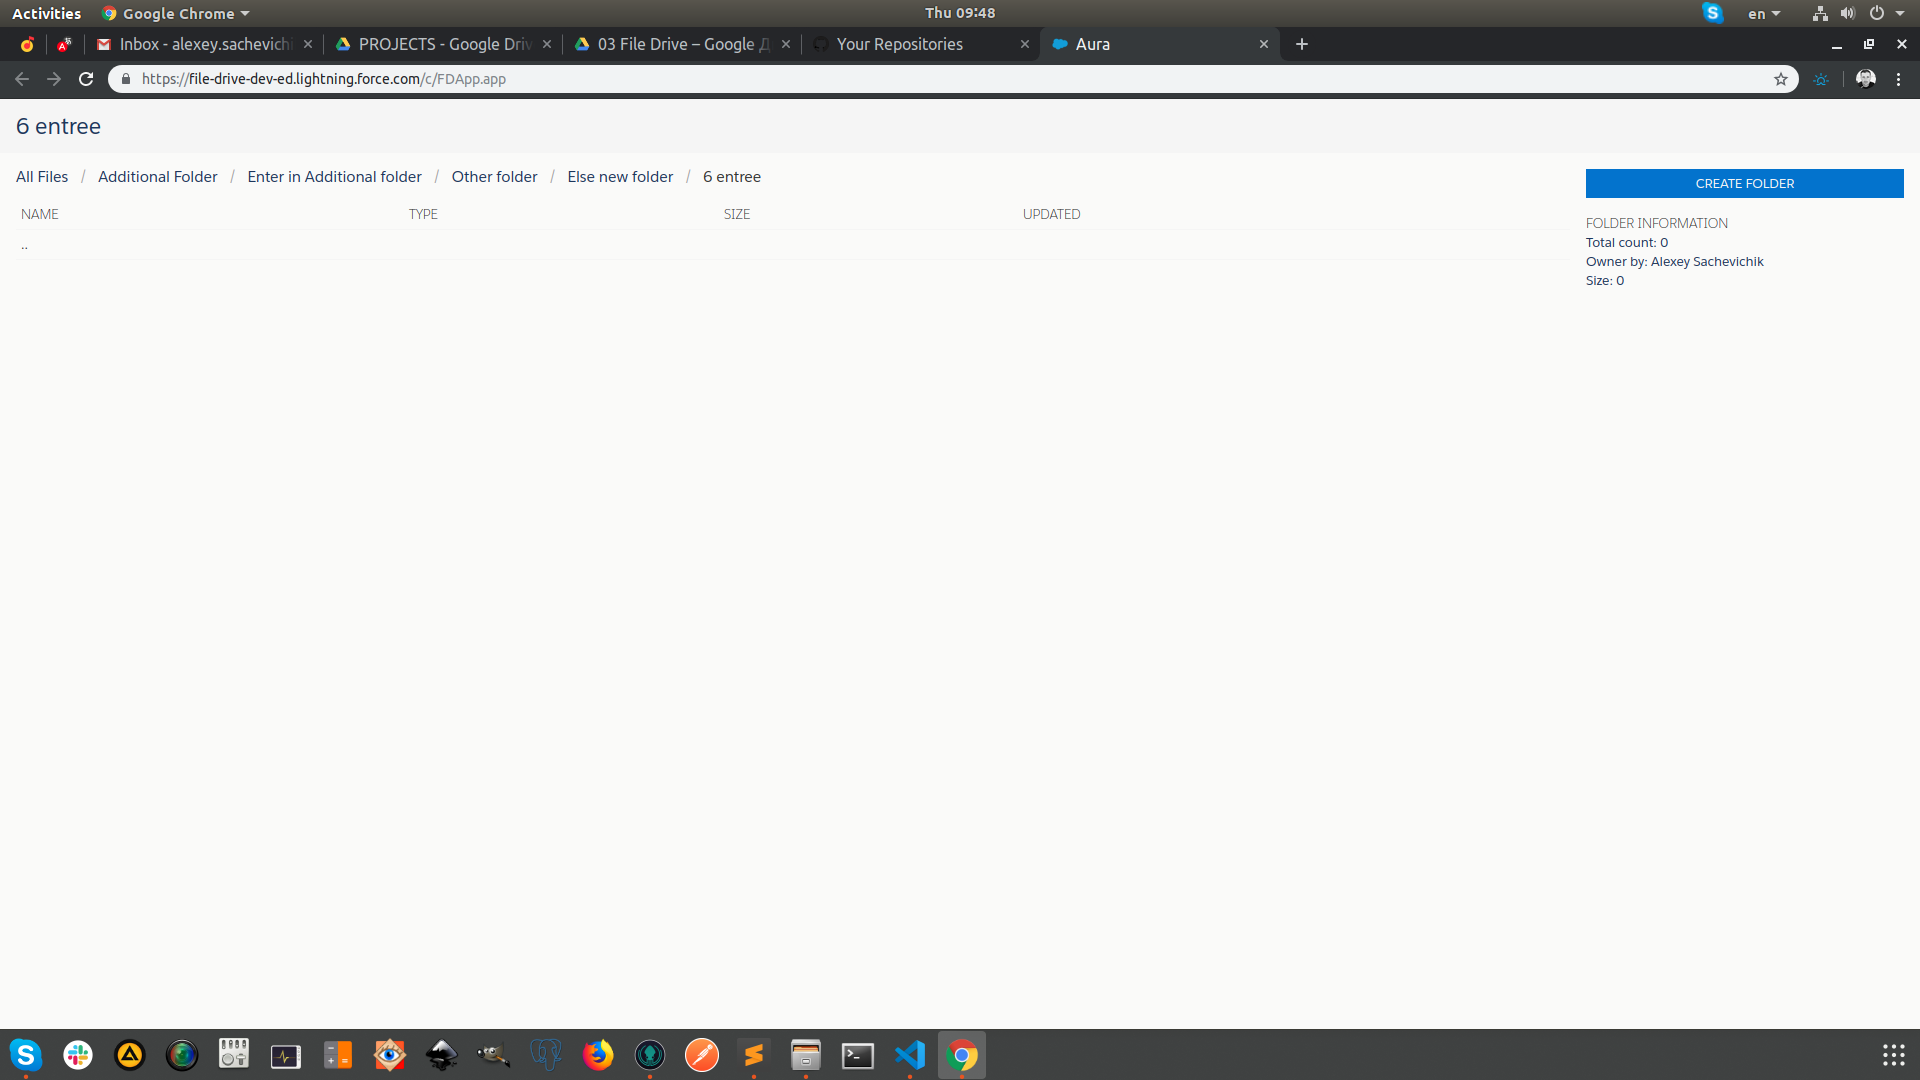 Activities Google Chrome Thu 09:48 en
Inbox - alexey.sachevichi PROJECTS - Google Driv 03 File Drive – Google Д Your Repositories Aura
https://file-drive-dev-ed.lightning.force.com/c/FDApp.app
6 entree
All Files / Additional Folder / Enter in Additional folder / Other folder / Else new folder / 6 entree
CREATE FOLDER
NAME TYPE SIZE UPDATED
..
FOLDER INFORMATION
Total count: 0
Owner by: Alexey Sachevichik
Size: 0